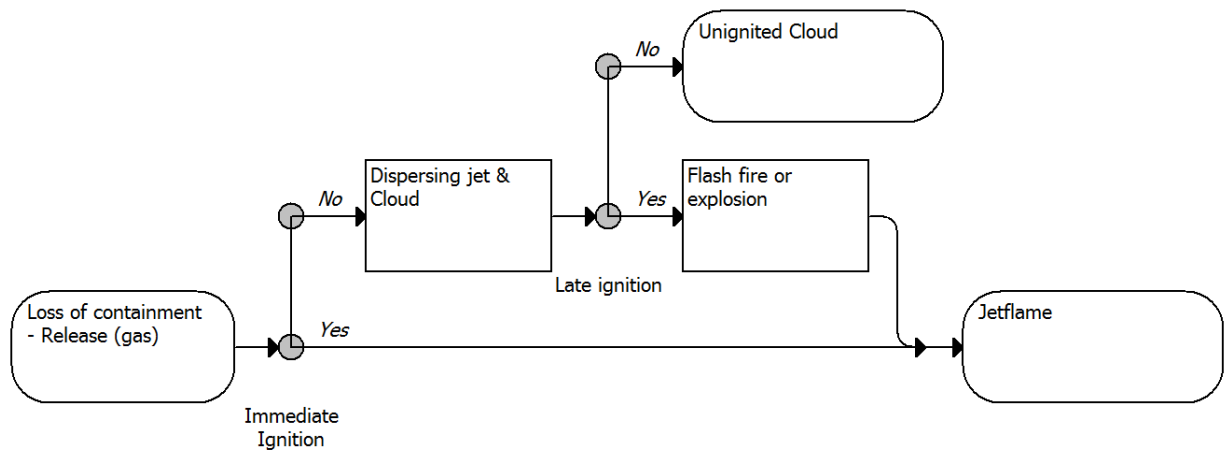 Unignited Cloud
No
Dispersing jet &
Cloud
Flash fire or
explosion
No
Yes
Late ignition
Loss of containment
- Release (gas)
Yes
Jetflame
Immediate
Ignition